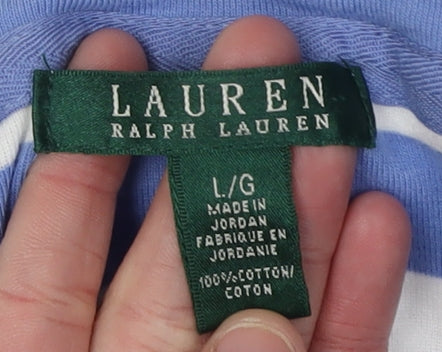 LAUREN
RALPH LAUREN
L/G
MADE IN
JORDAN
FABRIQUE EN
JORDANIE
100% COTTON/
COTON